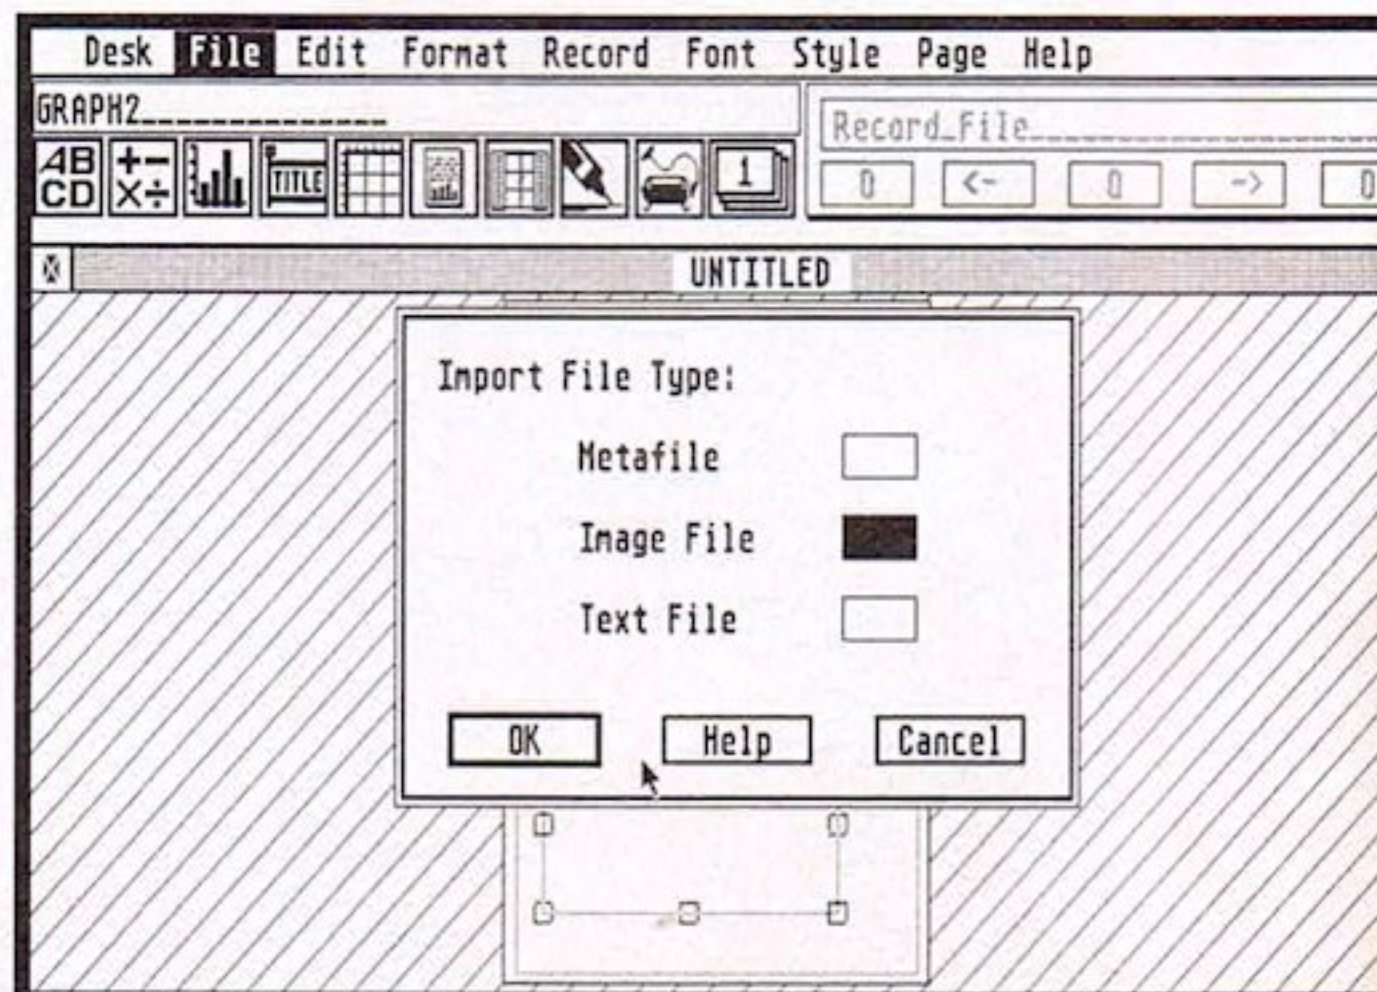 Desk File Edit Format Record Font Style Page Help
GRAPH2_______________
Record_File
AB
CD
+-
×÷
TITLE
1
0 <- 0 -> 0
UNTITLED
Import File Type:
Metafile
Image File
Text File
OK Help Cancel